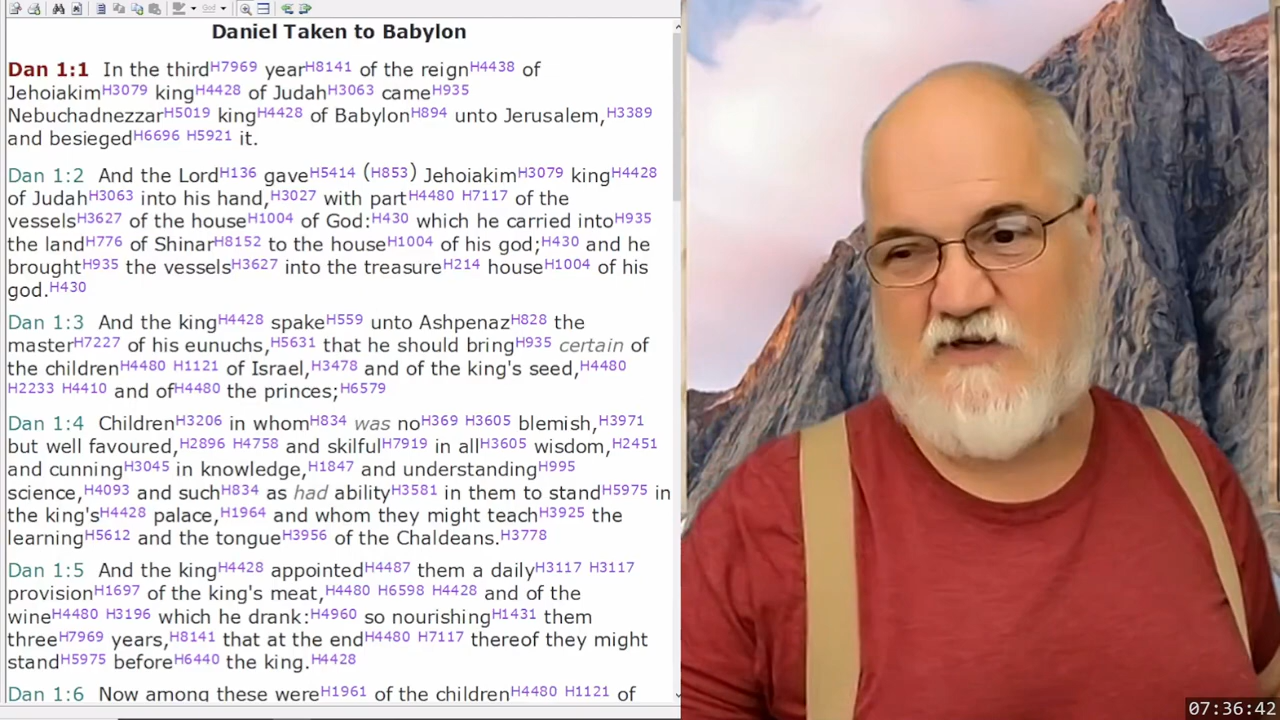 Daniel Taken to Babylon
Dan 1:1 In the thirdH7969 yearH8141 of the reignH4438 of
JehoiakimH3079 kingH4428 of JudahH3063 cameH935
NebuchadnezzarH5019 kingH4428 of BabylonH894 unto Jerusalem,H3389
and besiegedH6696 H5921 it.
Dan 1:2 And the LordH136 gaveH5414 (H853) JehoiakimH3079 kingH4428
of JudahH3063 into his hand,H3027 with partH4480 H7117 of the
vesselsH3627 of the houseH1004 of God:H430 which he carried intoH935
the landH776 of ShinarH8152 to the houseH1004 of his god;H430 and he
broughtH935 the vesselsH3627 into the treasureH214 houseH1004 of his
god.H430
Dan 1:3 And the kingH4428 spakeH559 unto AshpenazH828 the
masterH7227 of his eunuchs,H5631 that he should bringH935 certain of
the childrenH4480 H1121 of Israel,H3478 and of the king's seed,H4480
H2233 H4410 and ofH4480 the princes;H6579
Dan 1:4 ChildrenH3206 in whomH834 was noH369 H3605 blemish,H3971
but well favoured,H2896 H4758 and skilfulH7919 in allH3605 wisdom,H2451
and cunningH3045 in knowledge,H1847 and understandingH995
science,H4093 and suchH834 as had abilityH3581 in them to standH5975 in
the king'sH4428 palace,H1964 and whom they might teachH3925 the
learningH5612 and the tongueH3956 of the Chaldeans.H3778
Dan 1:5 And the kingH4428 appointedH4487 them a dailyH3117 H3117
provisionH1697 of the king's meat,H4480 H6598 H4428 and of the
wineH4480 H3196 which he drank:H4960 so nourishingH1431 them
threeH7969 years,H8141 that at the endH4480 H7117 thereof they might
standH5975 beforeH6440 the king.H4428
Dan 1:6 Now among these wereH1961 of the childrenH4480 H1121 of
07:36:42